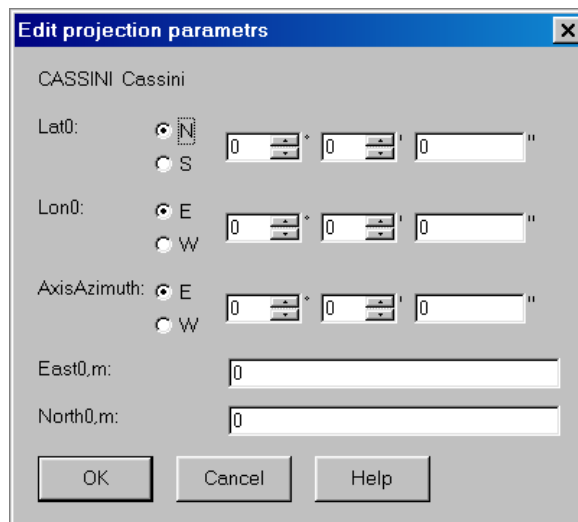 Edit projection parametrs
CASSINI Cassini
Lat0: N 0 ° 0 ' 0 "
S
Lon0: E 0 ° 0 ' 0 "
W
AxisAzimuth: E 0 ° 0 ' 0 "
W
East0,m: 0
North0,m: 0
OK Cancel Help